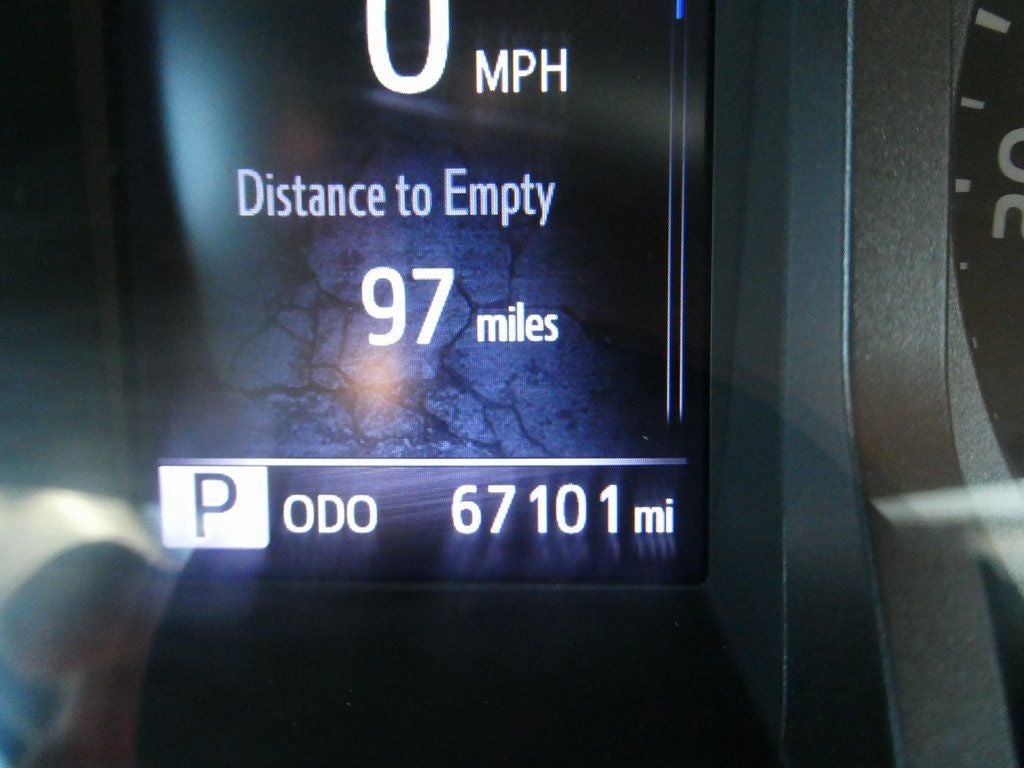 0 MPH
Distance to Empty
97 miles
P ODO 67101 mi